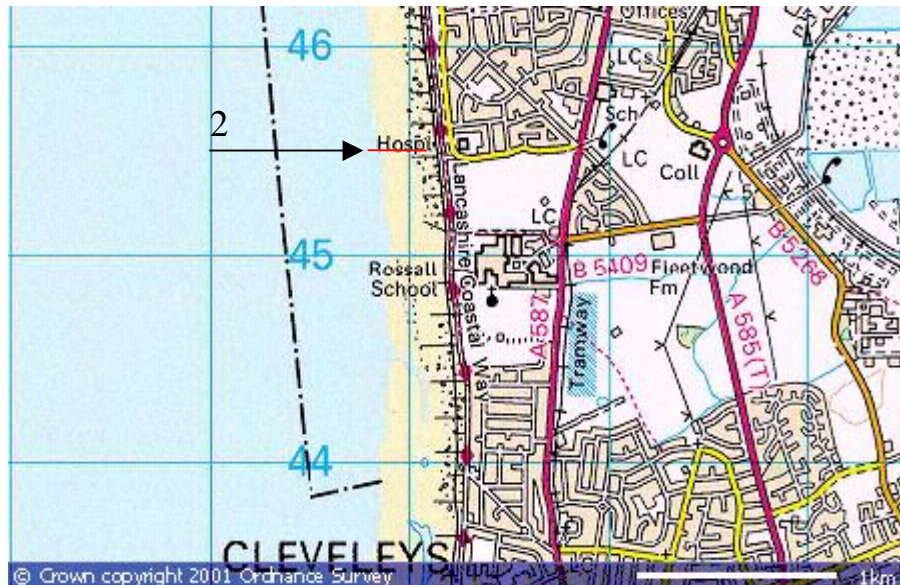 Offices
46
LCs
Sch
2
Hospl
LC
Coll
Lancashire Coastal Way
LC
45
B 5409
Fleetwood
Fm
B 5268
Rossall
School
A 587
Tramway
A 585(T)
44
CLEVELEYS
© Crown copyright 2001 Ordnance Survey
1km